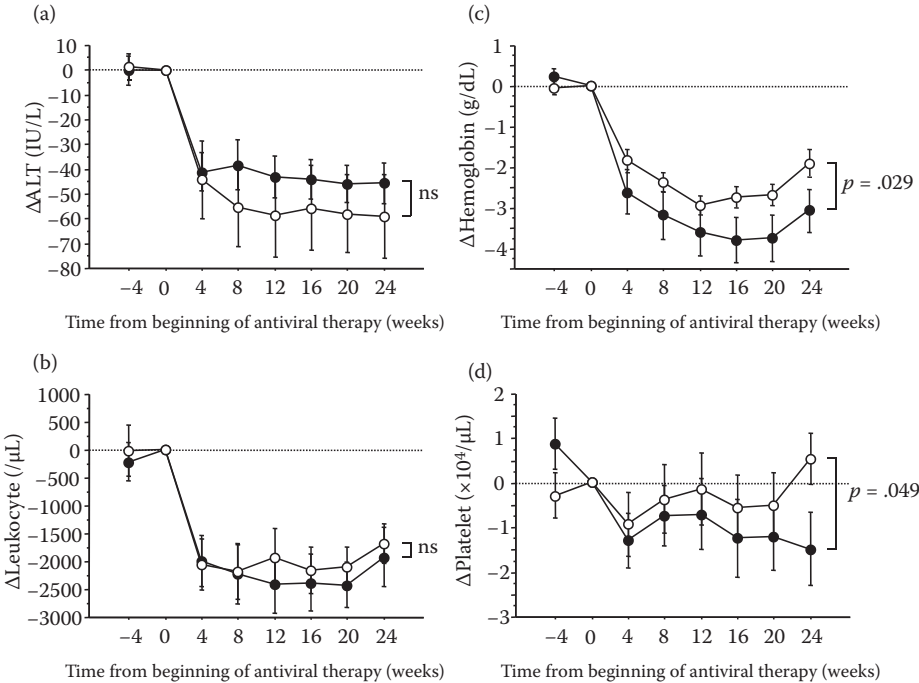 (a)
ΔALT (IU/L)
10
0
−10
−20
−30
−40
−50
−60
−70
−80
ns
−4 0 4 8 12 16 20 24
Time from beginning of antiviral therapy (weeks)
(c)
ΔHemoglobin (g/dL)
1
0
−1
−2
−3
−4
p = .029
−4 0 4 8 12 16 20 24
Time from beginning of antiviral therapy (weeks)
(b)
ΔLeukocyte (/μL)
1000
500
0
−500
−1000
−1500
−2000
−2500
−3000
ns
−4 0 4 8 12 16 20 24
Time from beginning of antiviral therapy (weeks)
(d)
ΔPlatelet (×10⁴/μL)
2
1
0
−1
−2
−3
p = .049
−4 0 4 8 12 16 20 24
Time from beginning of antiviral therapy (weeks)